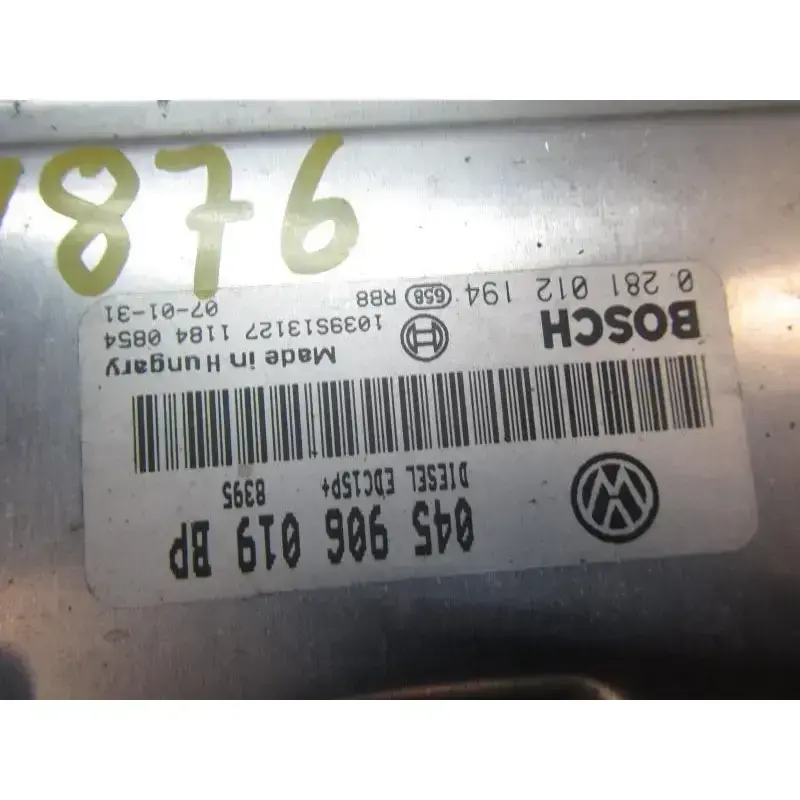 876
045 906 019 BP
DIESEL EDC15P+ 8395
BOSCH
Made in Hungary
1039S13127 1184 0854
0 281 012 194 658 RB8 07-01-31